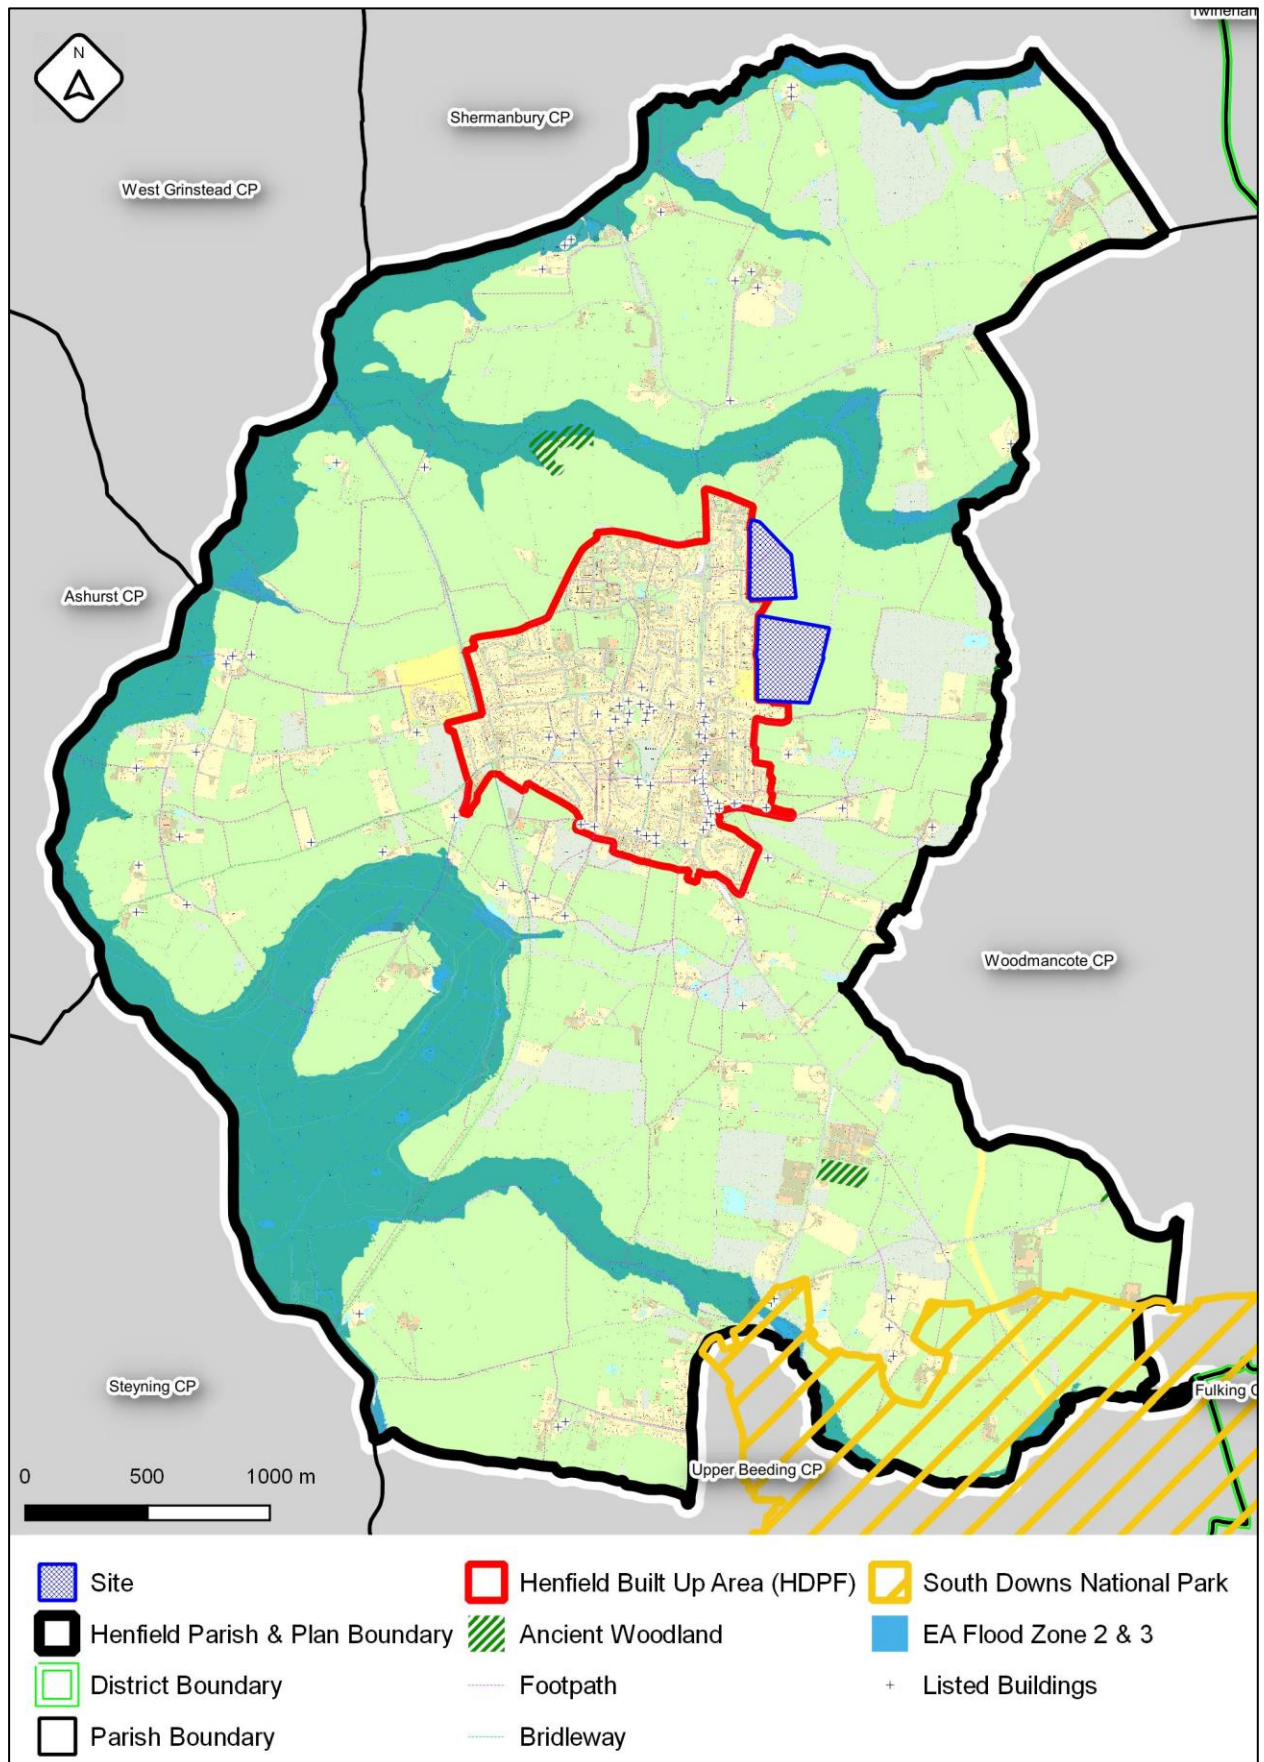 N
Shermanbury CP
West Grinstead CP
Ashurst CP
Woodmancote CP
Steyning CP
Upper Beeding CP
Fulking C
0 500 1000 m
Site
Henfield Built Up Area (HDPF)
South Downs National Park
Henfield Parish & Plan Boundary
Ancient Woodland
EA Flood Zone 2 & 3
District Boundary
Footpath
Listed Buildings
Parish Boundary
Bridleway